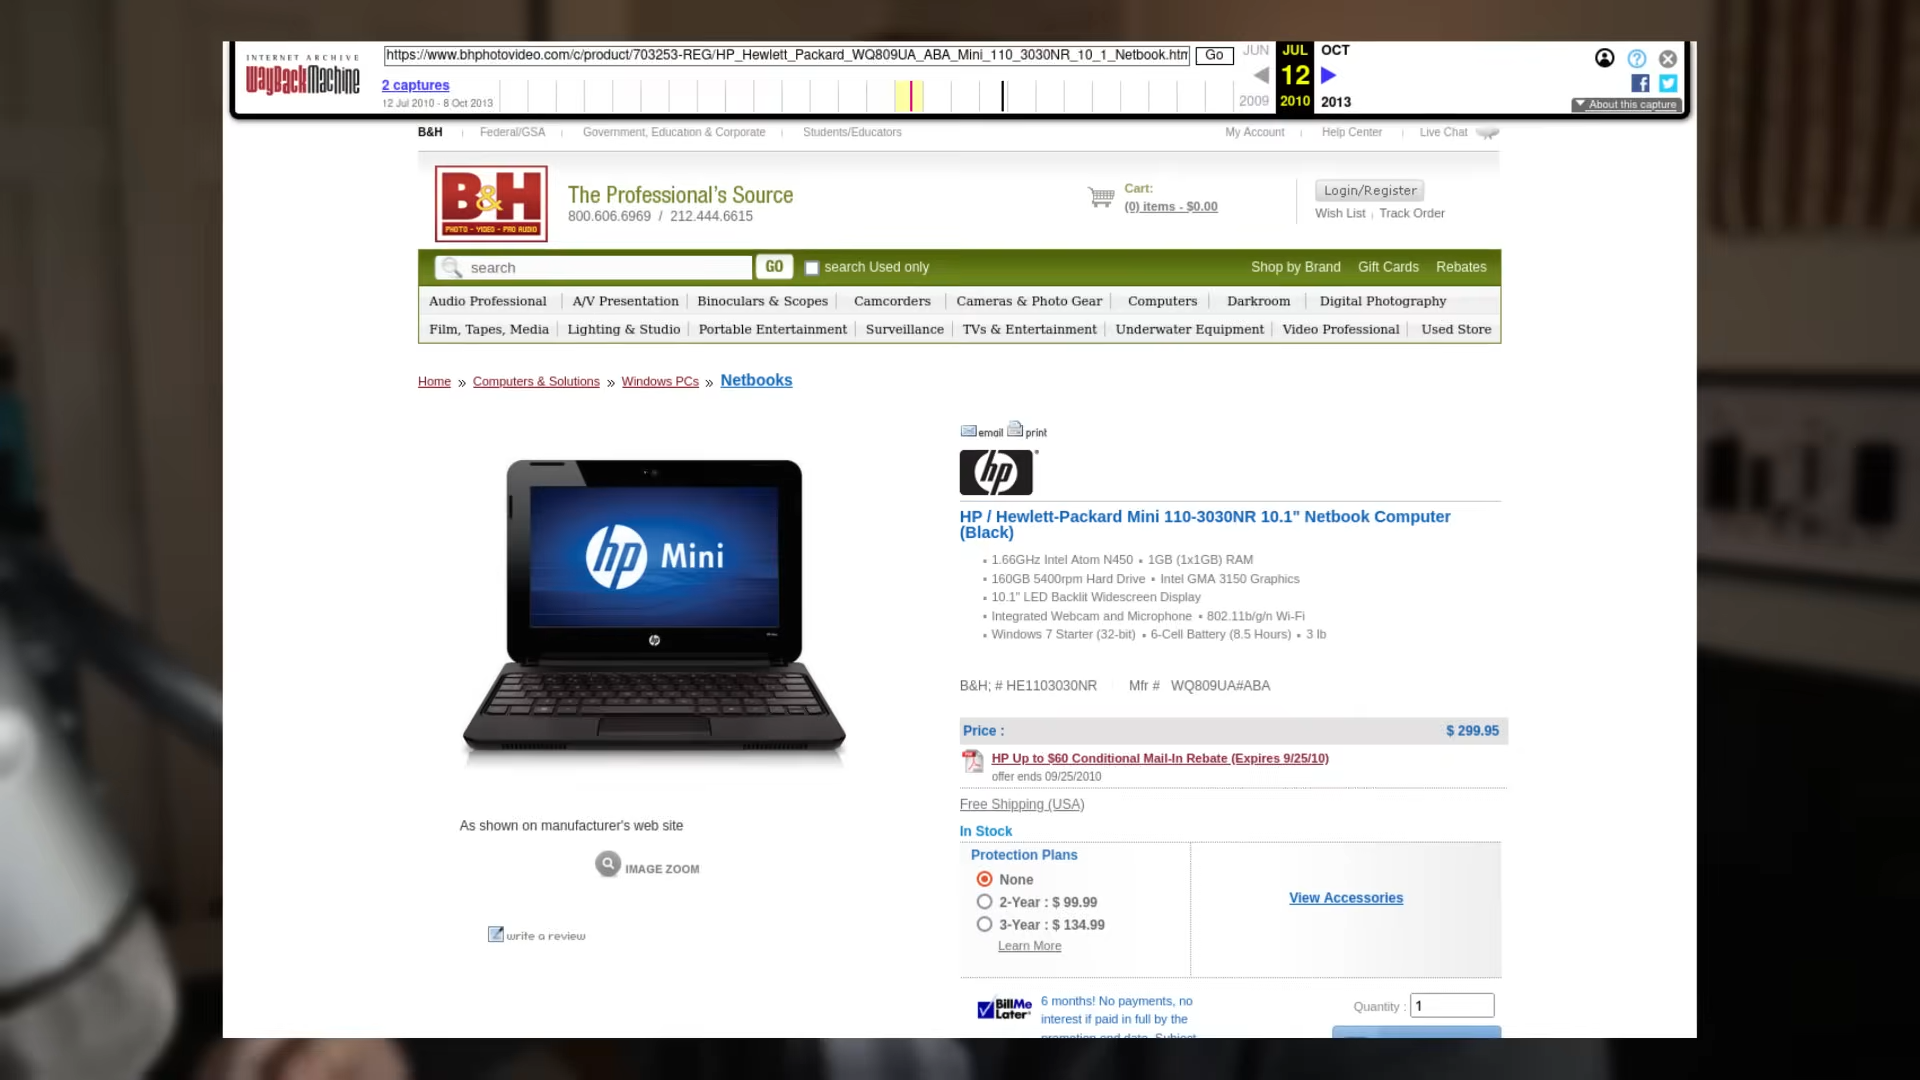 INTERNET ARCHIVE
WayBackMachine
https://www.bhphotovideo.com/c/product/703253-REG/HP_Hewlett_Packard_WQ809UA_ABA_Mini_110_3030NR_10_1_Netbook.htm
Go
JUN
JUL
OCT
2 captures
12
12 Jul 2010 - 8 Oct 2013
2009
2010
2013
About this capture
B&H
Federal/GSA
Government, Education & Corporate
Students/Educators
My Account
Help Center
Live Chat
B&H
PHOTO - VIDEO - PRO AUDIO
The Professional's Source
800.606.6969 / 212.444.6615
Cart:
(0) items - $0.00
Login/Register
Wish List
Track Order
search
GO
search Used only
Shop by Brand
Gift Cards
Rebates
Audio Professional
A/V Presentation
Binoculars & Scopes
Camcorders
Cameras & Photo Gear
Computers
Darkroom
Digital Photography
Film, Tapes, Media
Lighting & Studio
Portable Entertainment
Surveillance
TVs & Entertainment
Underwater Equipment
Video Professional
Used Store
Home » Computers & Solutions » Windows PCs » Netbooks
email
print
hp
HP / Hewlett-Packard Mini 110-3030NR 10.1" Netbook Computer
(Black)
▪ 1.66GHz Intel Atom N450 ▪ 1GB (1x1GB) RAM
▪ 160GB 5400rpm Hard Drive ▪ Intel GMA 3150 Graphics
▪ 10.1" LED Backlit Widescreen Display
▪ Integrated Webcam and Microphone ▪ 802.11b/g/n Wi-Fi
▪ Windows 7 Starter (32-bit) ▪ 6-Cell Battery (8.5 Hours) ▪ 3 lb
hp Mini
hp
As shown on manufacturer's web site
IMAGE ZOOM
write a review
B&H; # HE1103030NR
Mfr # WQ809UA#ABA
Price :
$ 299.95
HP Up to $60 Conditional Mail-In Rebate (Expires 9/25/10)
offer ends 09/25/2010
Free Shipping (USA)
In Stock
Protection Plans
None
2-Year : $ 99.99
3-Year : $ 134.99
Learn More
View Accessories
BillMe
Later
6 months! No payments, no
interest if paid in full by the
promotion end date. Subject
Quantity :
1